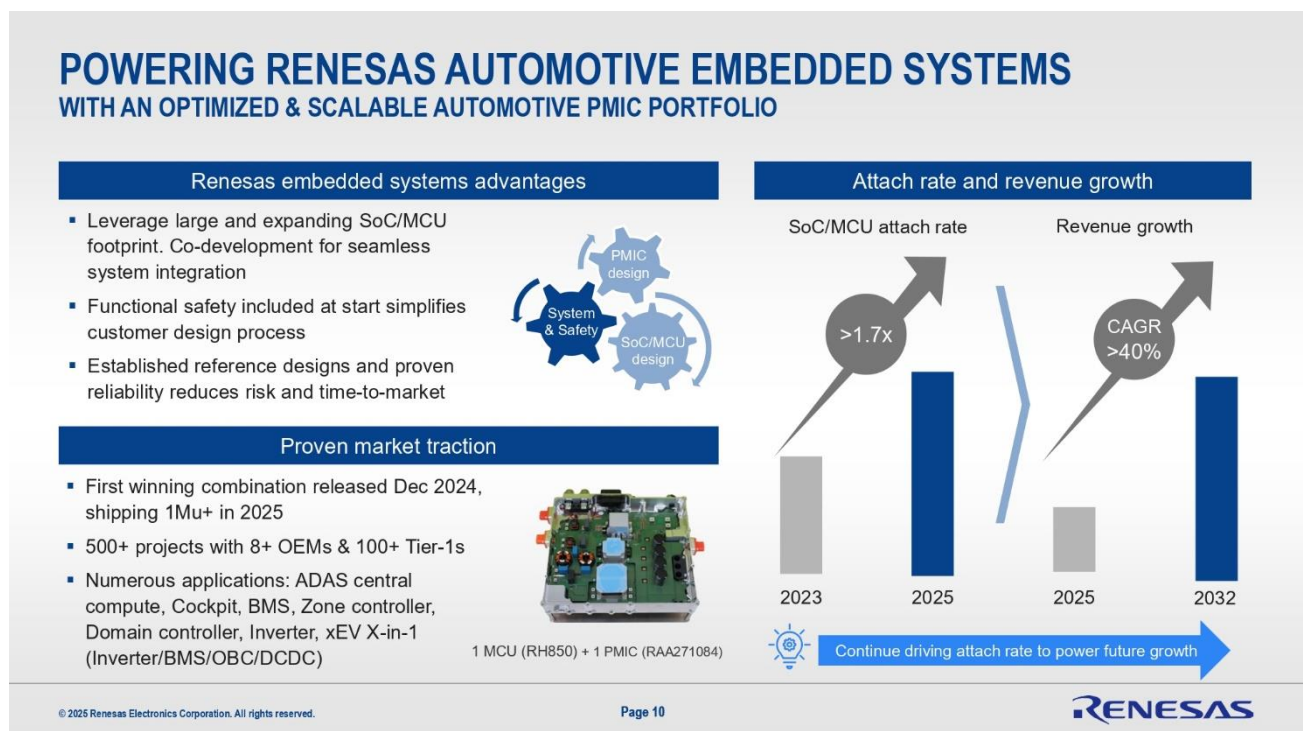 POWERING RENESAS AUTOMOTIVE EMBEDDED SYSTEMS
WITH AN OPTIMIZED & SCALABLE AUTOMOTIVE PMIC PORTFOLIO
Renesas embedded systems advantages
▪ Leverage large and expanding SoC/MCU
footprint. Co-development for seamless
system integration
▪ Functional safety included at start simplifies
customer design process
▪ Established reference designs and proven
reliability reduces risk and time-to-market
PMIC
design
System
& Safety
SoC/MCU
design
Proven market traction
▪ First winning combination released Dec 2024,
shipping 1Mu+ in 2025
▪ 500+ projects with 8+ OEMs & 100+ Tier-1s
▪ Numerous applications: ADAS central
compute, Cockpit, BMS, Zone controller,
Domain controller, Inverter, xEV X-in-1
(Inverter/BMS/OBC/DCDC)
1 MCU (RH850) + 1 PMIC (RAA271084)
Attach rate and revenue growth
SoC/MCU attach rate
>1.7x
2023
2025
Revenue growth
CAGR
>40%
2025
2032
Continue driving attach rate to power future growth
© 2025 Renesas Electronics Corporation. All rights reserved.
Page 10
RENESAS